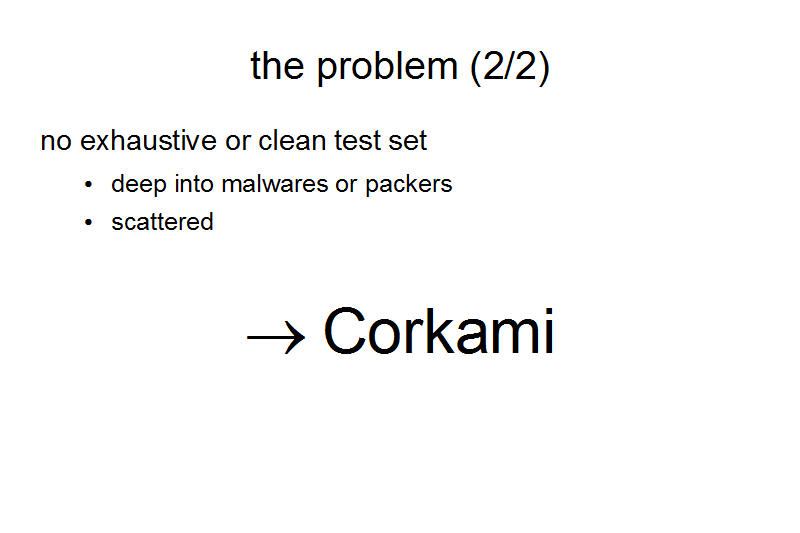 the problem (2/2)
no exhaustive or clean test set
• deep into malwares or packers
• scattered
→ Corkami